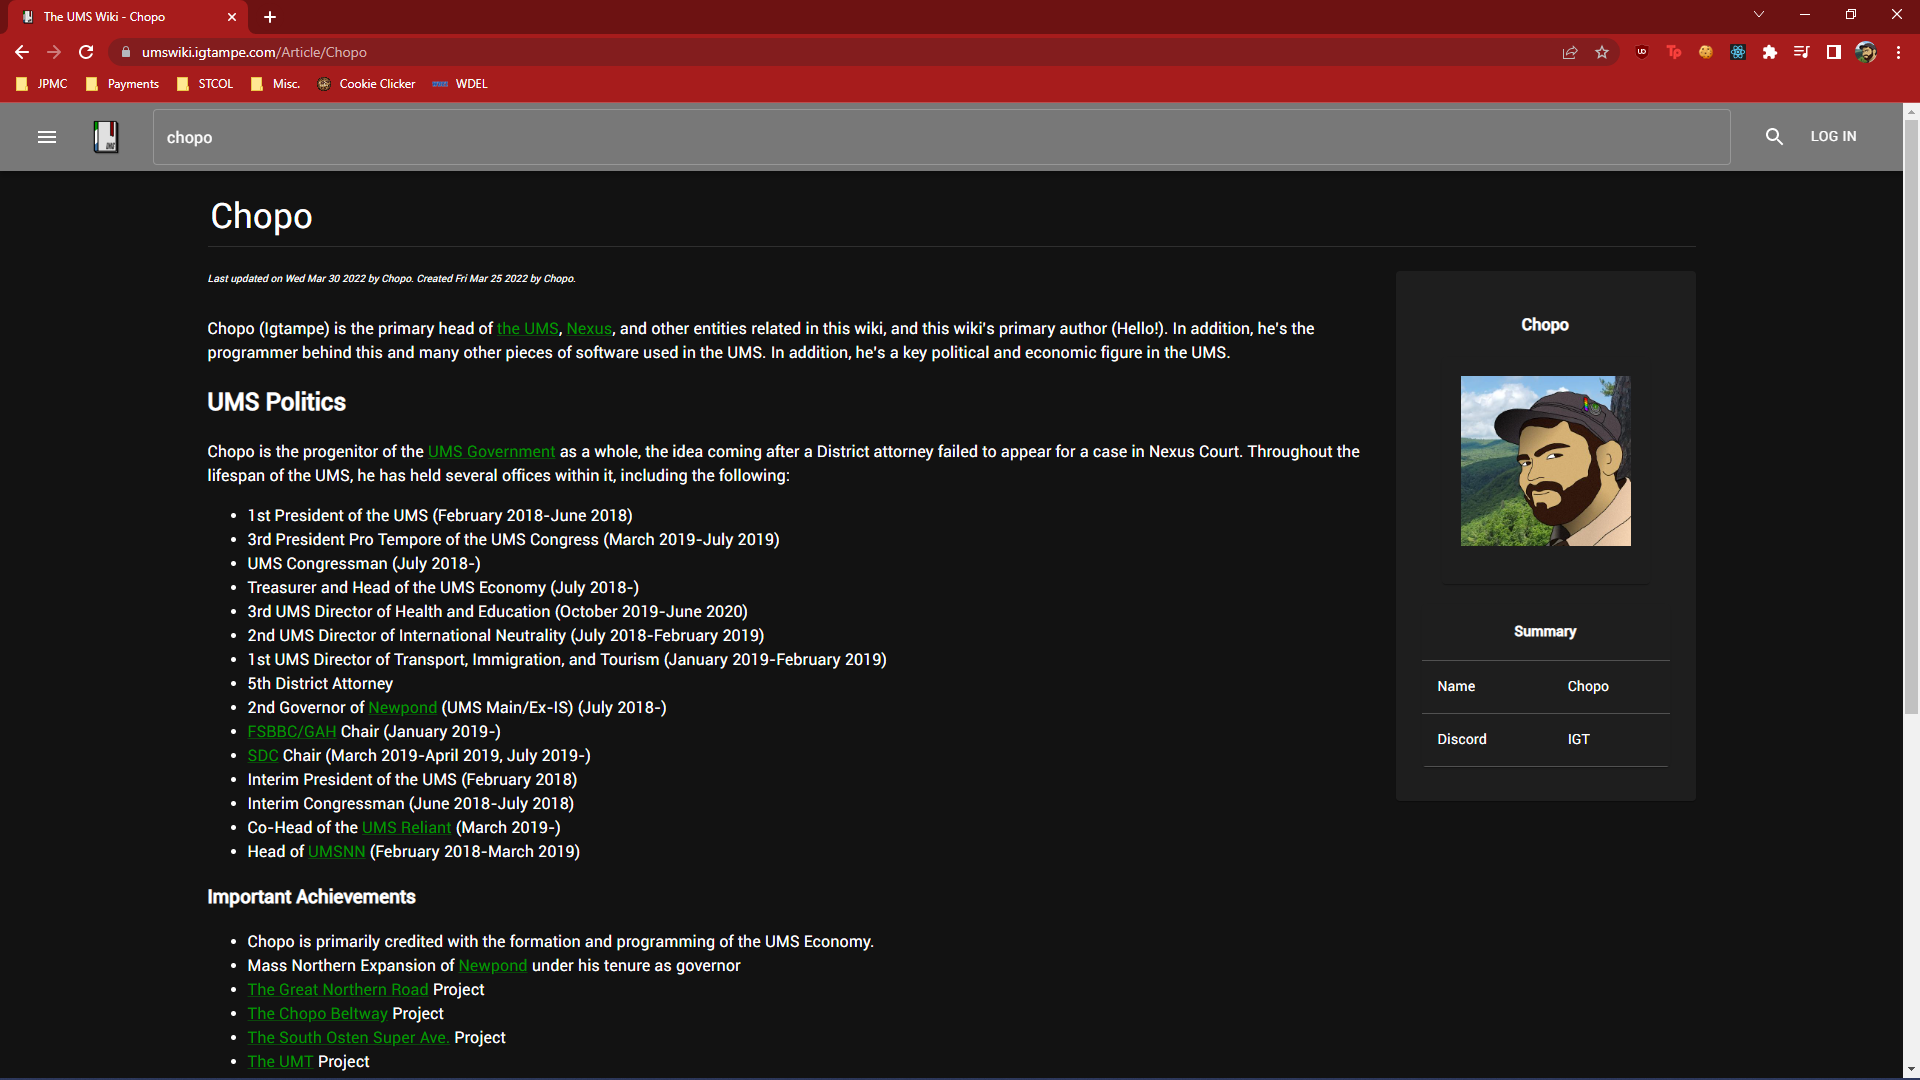 The UMS Wiki - Chopo
umswiki.igtampe.com/Article/Chopo
JPMC Payments STCOL Misc. Cookie Clicker WDEL
chopo LOG IN
Chopo
Last updated on Wed Mar 30 2022 by Chopo. Created Fri Mar 25 2022 by Chopo.
Chopo (Igtampe) is the primary head of the UMS, Nexus, and other entities related in this wiki, and this wiki's primary author (Hello!). In addition, he's the
programmer behind this and many other pieces of software used in the UMS. In addition, he's a key political and economic figure in the UMS.
UMS Politics
Chopo is the progenitor of the UMS Government as a whole, the idea coming after a District attorney failed to appear for a case in Nexus Court. Throughout the
lifespan of the UMS, he has held several offices within it, including the following:
• 1st President of the UMS (February 2018-June 2018)
• 3rd President Pro Tempore of the UMS Congress (March 2019-July 2019)
• UMS Congressman (July 2018-)
• Treasurer and Head of the UMS Economy (July 2018-)
• 3rd UMS Director of Health and Education (October 2019-June 2020)
• 2nd UMS Director of International Neutrality (July 2018-February 2019)
• 1st UMS Director of Transport, Immigration, and Tourism (January 2019-February 2019)
• 5th District Attorney
• 2nd Governor of Newpond (UMS Main/Ex-IS) (July 2018-)
• FSBBC/GAH Chair (January 2019-)
• SDC Chair (March 2019-April 2019, July 2019-)
• Interim President of the UMS (February 2018)
• Interim Congressman (June 2018-July 2018)
• Co-Head of the UMS Reliant (March 2019-)
• Head of UMSNN (February 2018-March 2019)
Important Achievements
• Chopo is primarily credited with the formation and programming of the UMS Economy.
• Mass Northern Expansion of Newpond under his tenure as governor
• The Great Northern Road Project
• The Chopo Beltway Project
• The South Osten Super Ave. Project
• The UMT Project
Chopo
Summary
Name Chopo
Discord IGT